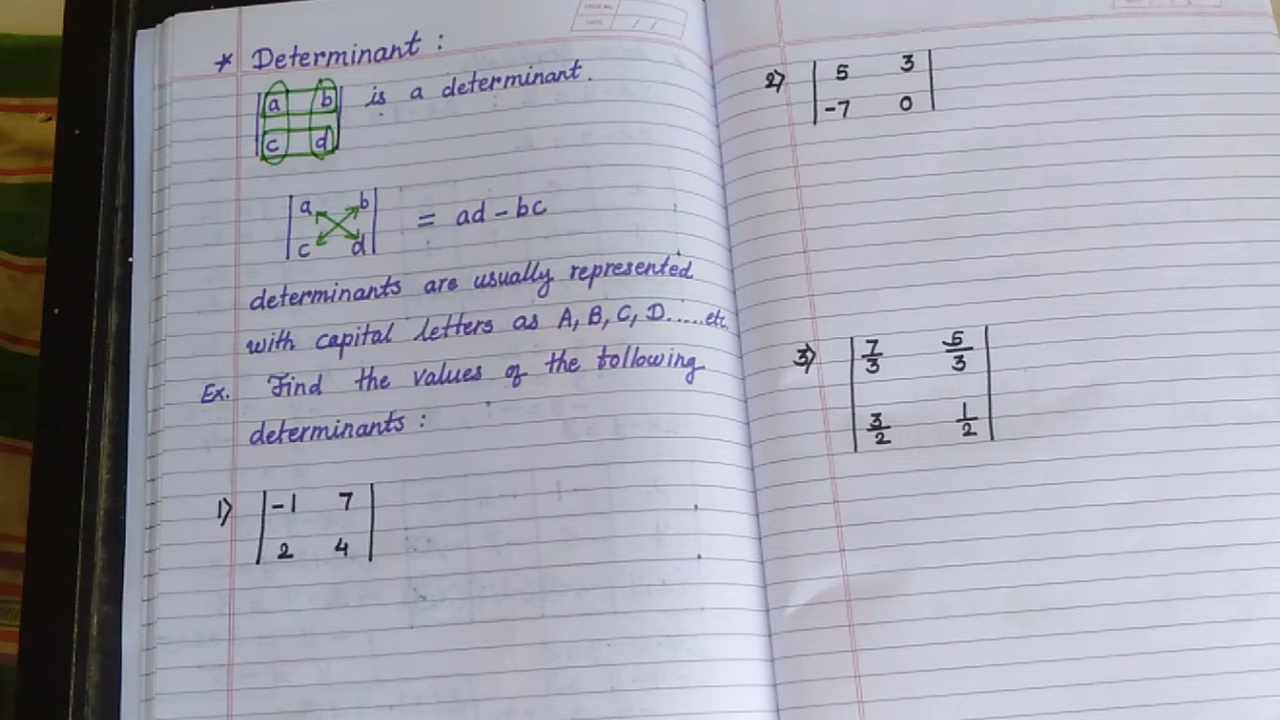 * Determinant :
|a b| is a determinant.
|c d|
|a b| = ad - bc
|c d|
determinants are usually represented
with capital letters as A, B, C, D.....etc.
Ex. Find the values of the following
determinants :
1) |-1 7|
|2 4|
2) |5 3|
|-7 0|
3) |7/3 5/3|
|3/2 1/2|